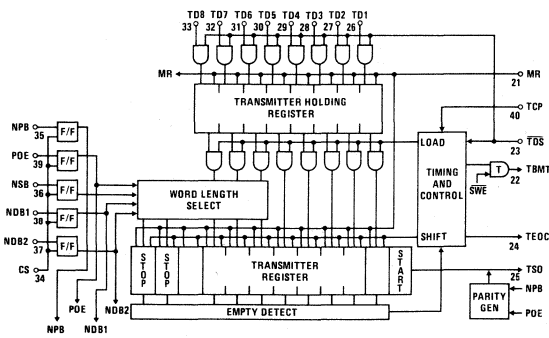 TD8 TD7 TD6 TD5 TD4 TD3 TD2 TD1
33 32 31 30 29 28 27 26
MR
MR
21
TRANSMITTER HOLDING
REGISTER
TCP
40
NPB
35
F/F
POE
39
F/F
NSB
36
F/F
NDB1
38
F/F
NDB2
37
F/F
CS
34
WORD LENGTH
SELECT
LOAD
TIMING
AND
CONTROL
SHIFT
TDS
23
T
TBMT
22
SWE
TEOC
24
STOP
STOP
TRANSMITTER
REGISTER
START
TSO
25
EMPTY DETECT
PARITY
GEN
NPB
POE
NDB2
POE
NPB
NDB1